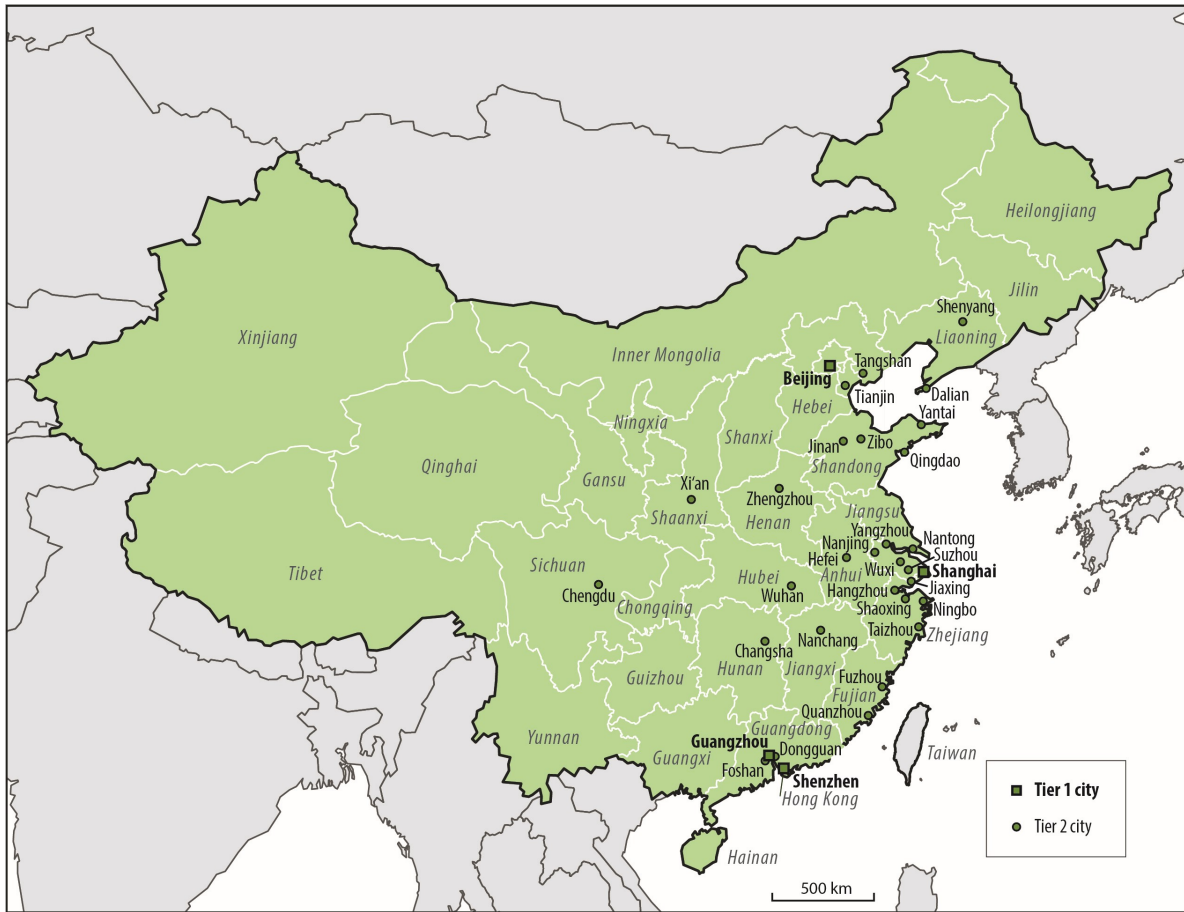 Heilongjiang
Jilin
Shenyang
Liaoning
Xinjiang
Inner Mongolia
Beijing
Tangshan
Tianjin
Dalian
Hebei
Yantai
Ningxia
Shanxi
Jinan
Zibo
Qingdao
Shandong
Qinghai
Gansu
Xi'an
Shaanxi
Zhengzhou
Henan
Jiangsu
Yangzhou
Nantong
Nanjing
Suzhou
Hefei
Wuxi
Shanghai
Anhui
Tibet
Sichuan
Chengdu
Chongqing
Hubei
Wuhan
Hangzhou
Jiaxing
Shaoxing
Ningbo
Taizhou
Zhejiang
Nanchang
Changsha
Hunan
Jiangxi
Guizhou
Fuzhou
Fujian
Quanzhou
Yunnan
Guangxi
Guangdong
Guangzhou
Dongguan
Foshan
Shenzhen
Hong Kong
Taiwan
Hainan
Tier 1 city
Tier 2 city
500 km